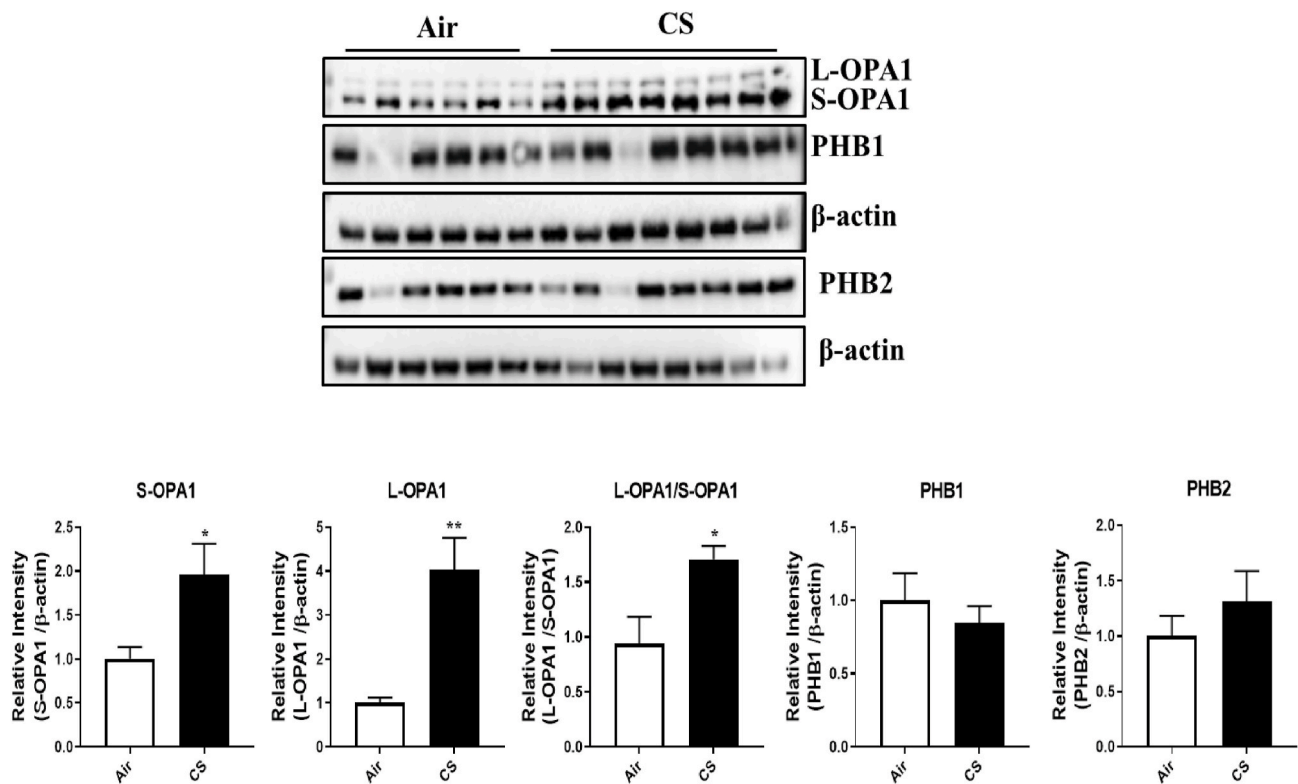 Air CS
L-OPA1
S-OPA1
PHB1
β-actin
PHB2
β-actin
S-OPA1
Relative Intensity
(S-OPA1 /β-actin)
2.5
2.0
1.5
1.0
0.5
0.0
*
Air CS
L-OPA1
Relative Intensity
(L-OPA1 /β-actin)
5
4
3
2
1
0
**
Air CS
L-OPA1/S-OPA1
Relative Intensity
(L-OPA1 /S-OPA1)
2.0
1.5
1.0
0.5
0.0
*
Air CS
PHB1
Relative Intensity
(PHB1 /β-actin)
1.5
1.0
0.5
0.0
Air CS
PHB2
Relative Intensity
(PHB2 /β-actin)
2.0
1.5
1.0
0.5
0.0
Air CS